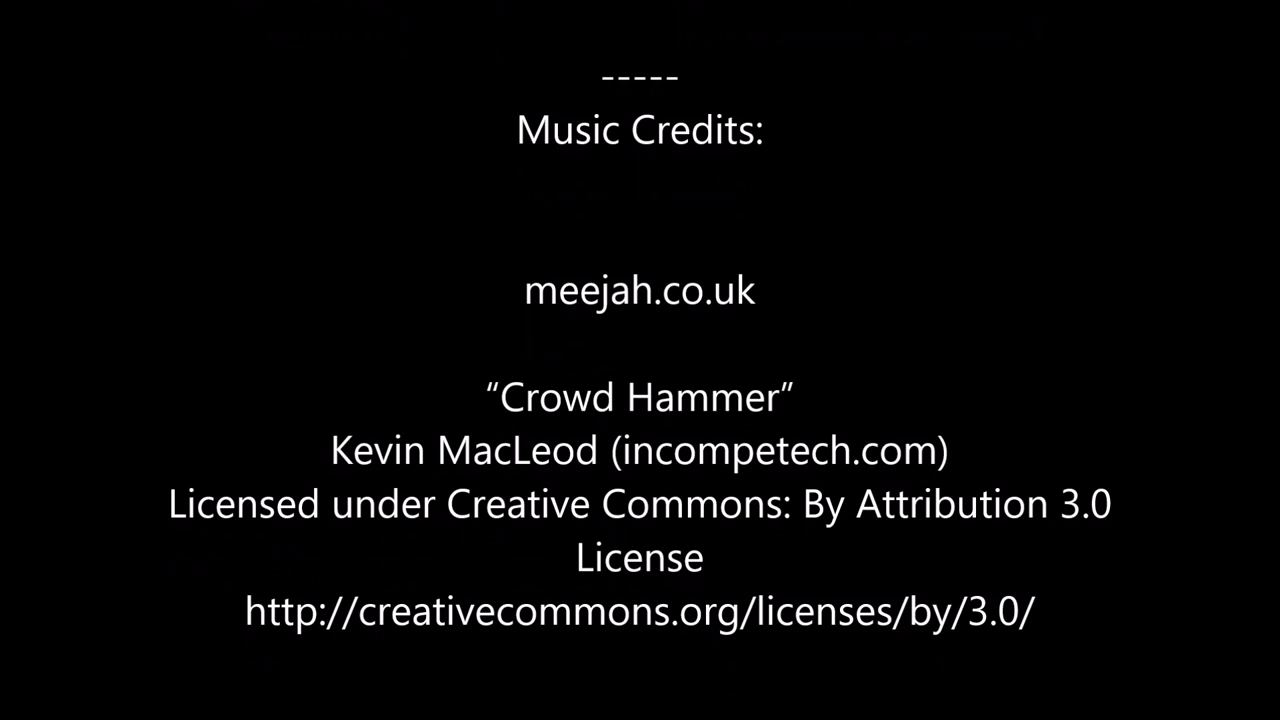 -----
Music Credits:
meejah.co.uk
“Crowd Hammer”
Kevin MacLeod (incompetech.com)
Licensed under Creative Commons: By Attribution 3.0
License
http://creativecommons.org/licenses/by/3.0/